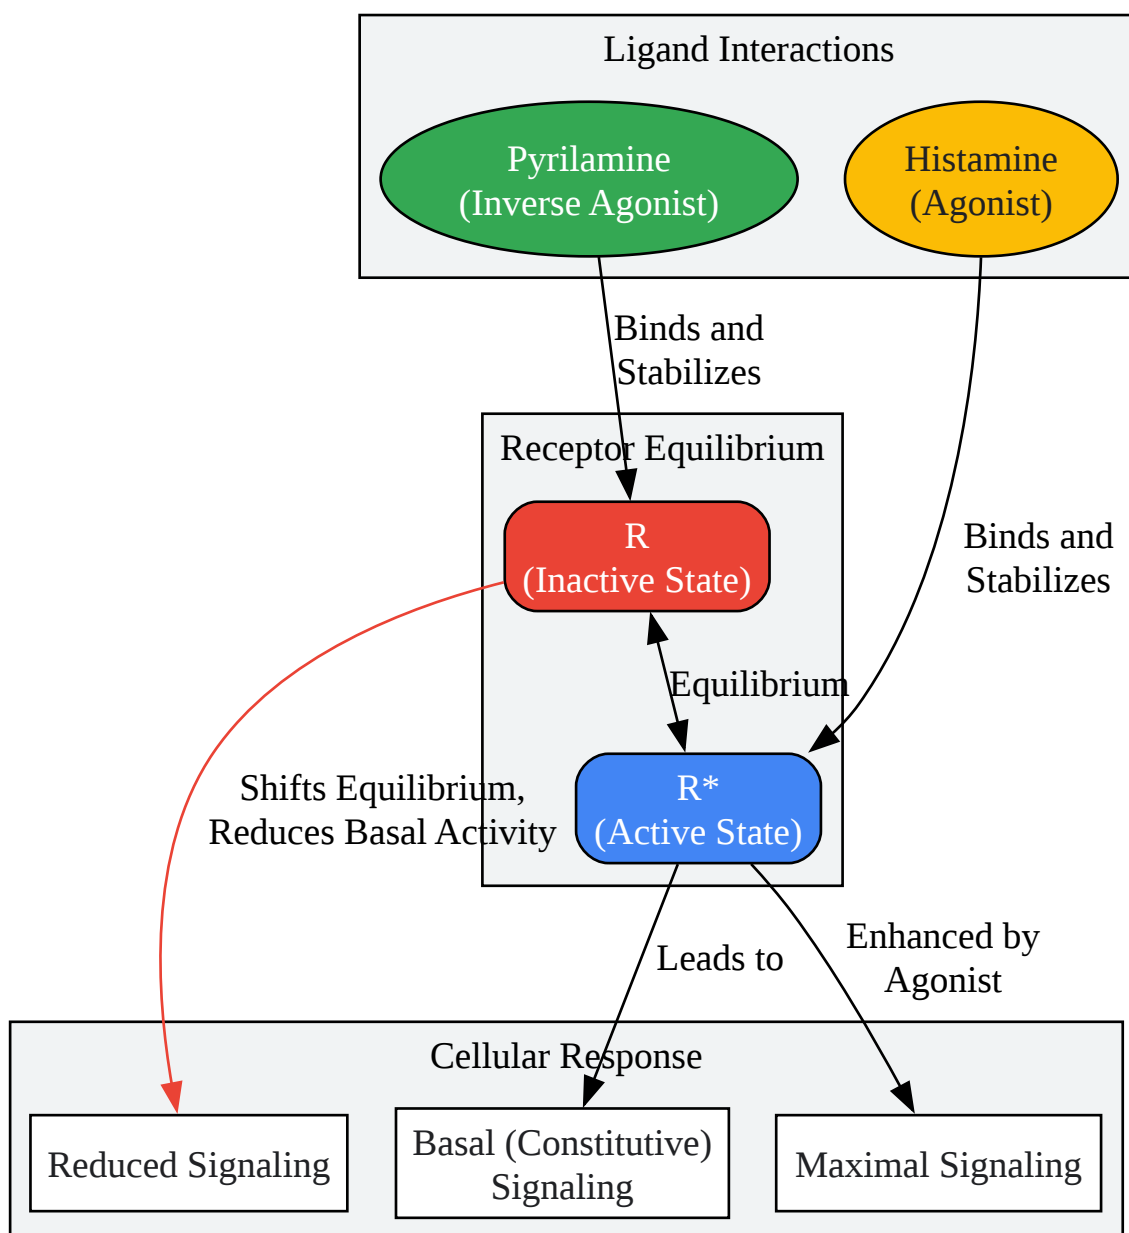 Ligand Interactions
Pyrilamine
(Inverse Agonist)
Histamine
(Agonist)
Binds and
Stabilizes
Receptor Equilibrium
R
(Inactive State)
Binds and
Stabilizes
Equilibrium
R*
(Active State)
Shifts Equilibrium,
Reduces Basal Activity
Leads to
Enhanced by
Agonist
Cellular Response
Reduced Signaling
Basal (Constitutive)
Signaling
Maximal Signaling